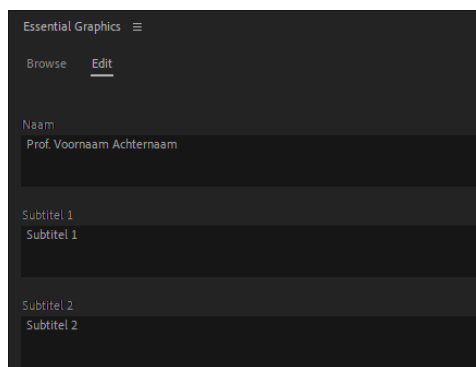 Essential Graphics
Browse Edit
Naam
Prof. Voornaam Achternaam
Subtitel 1
Subtitel 1
Subtitel 2
Subtitel 2